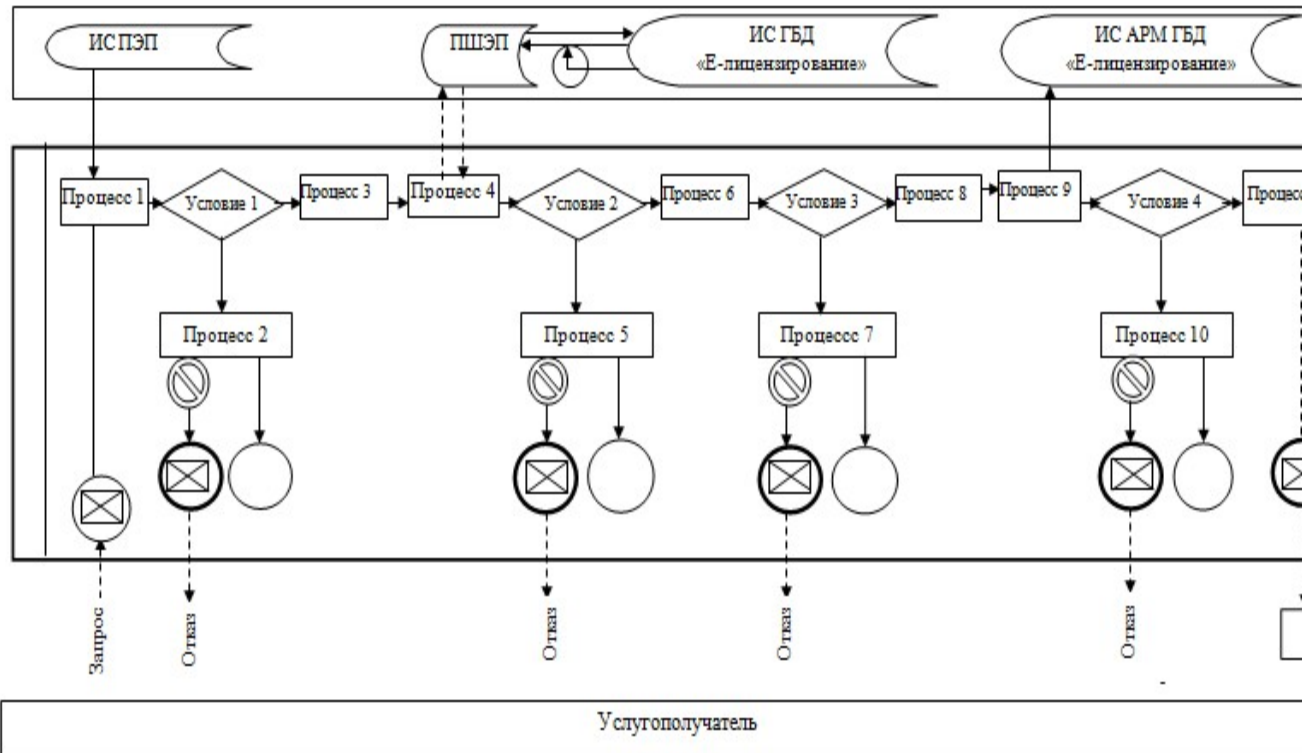 ИС ПЭП
ПШЭП
ИС ГБД
«Е-лицензирование»
ИС АРМ ГБД
«Е-лицензирование»
Процесс 1
Условие 1
Процесс 3
Процесс 4
Условие 2
Процесс 6
Условие 3
Процесс 8
Процесс 9
Условие 4
Процесс
Процесс 2
Процесс 5
Процессс 7
Процесс 10
Запрос
Отказ
Отказ
Отказ
Отказ
Услугополучатель